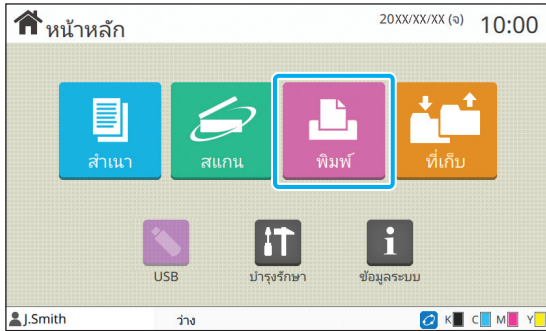 หน้าหลัก
20XX/XX/XX (จ) 10:00
สำเนา สแกน พิมพ์ ที่เก็บ
USB บำรุงรักษา ข้อมูลระบบ
J.Smith ว่าง K C M Y